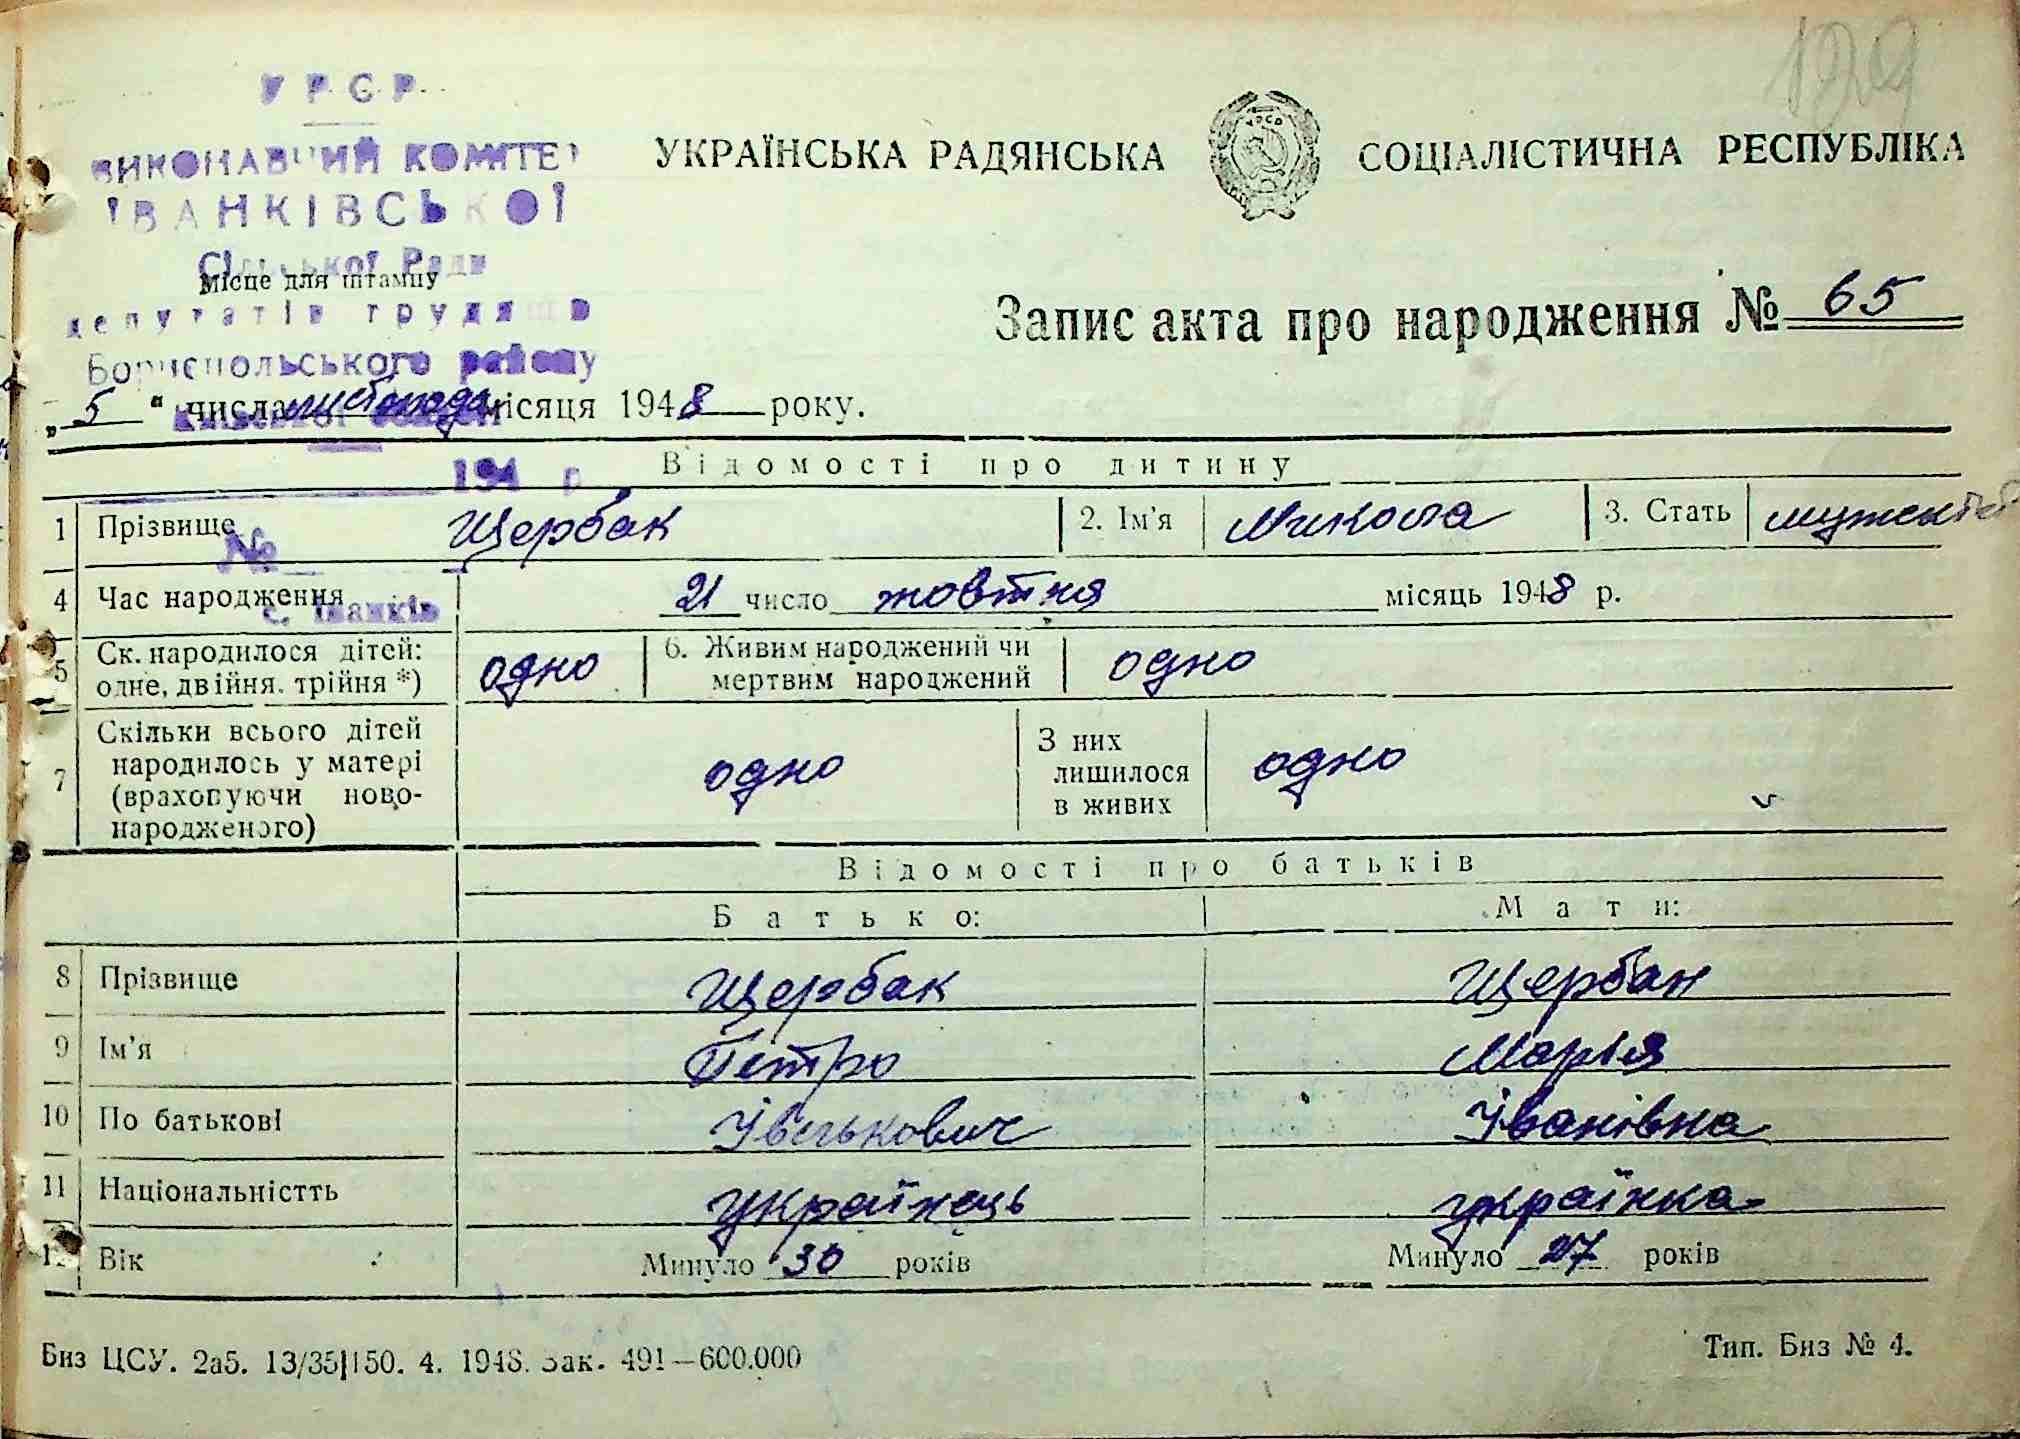 129
УРСР
ВИКОНАВЧИЙ КОМІТЕТ
ІВАНКІВСЬКОЇ
Сільської Ради
депутатів трудящ в
Бориспольського району
Київської області
194 р.
№
с. Іванків
УКРАЇНСЬКА РАДЯНСЬКА СОЦІАЛІСТИЧНА РЕСПУБЛІКА
Місце для штампу
Запис акта про народження № 65
„ 5 “ числа листопада місяця 1948 року.
Відомості про дитину
1 Прізвище Щербак 2. Ім'я Микола 3. Стать
4 Час народження 21 число жовтня місяць 1948 р.
5 Ск. народилося дітей: одне, двійня. трійня *) одно 6. Живим народжений чи мертвим народжений одно
7 Скільки всього дітей народилось у матері (враховуючи ново-народженого) одно З них лишилося в живих одно
Відомості про батьків
Батько: Мати:
8 Прізвище Щербак Щербак
9 Ім'я Петро Марія
10 По батькові Іванівна
11 Національністть українець українка
12 Вік Минуло 30 років Минуло 27 років
Биз ЦСУ. 2а5. 13/35|150. 4. 1948. Зак. 491—600.000 Тип. Биз № 4.